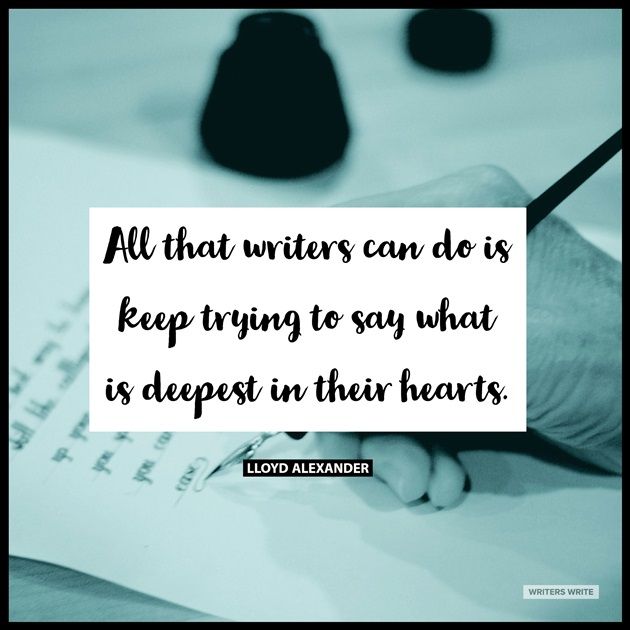 All that writers can do is
keep trying to say what
is deepest in their hearts.
LLOYD ALEXANDER
WRITERS WRITE